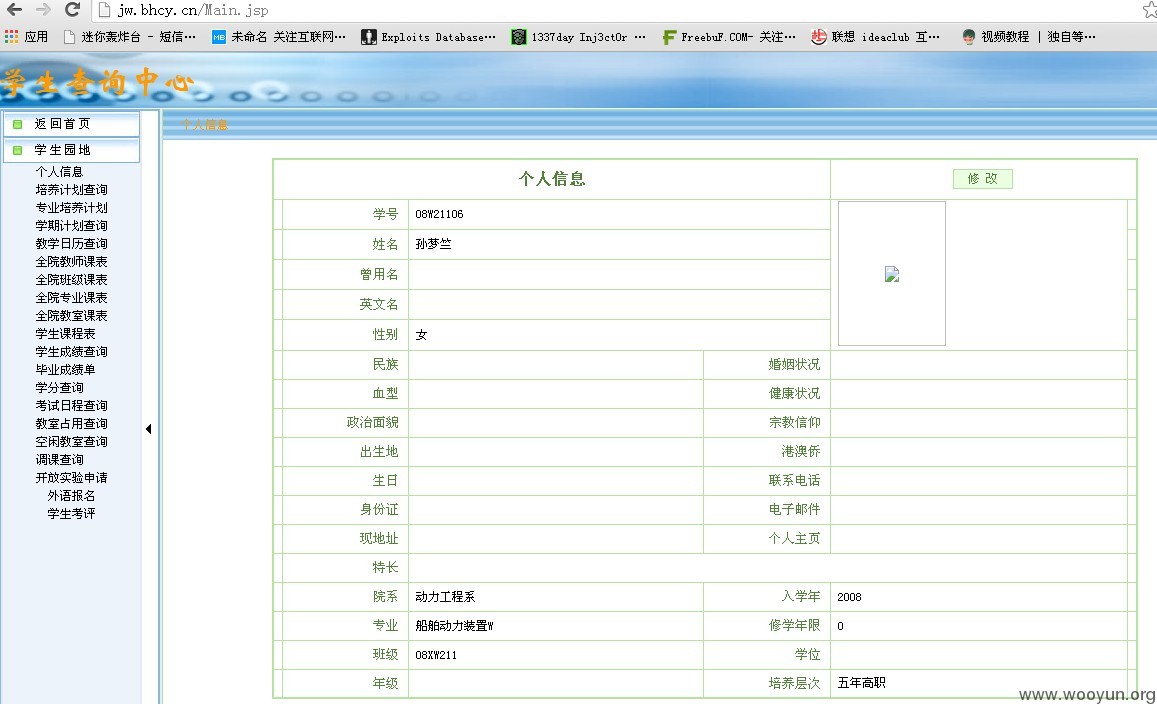 jw.bhcy.cn/Main.jsp
应用 迷你轰炸台 - 短信… 未命名 关注互联网… Exploits Database… 1337day Inj3ct0r … FreebuF.COM- 关注… 联想 ideaclub 互… 视频教程 | 独自等…
学生查询中心
返回首页
个人信息
学生园地
个人信息
培养计划查询
专业培养计划
学期计划查询
教学日历查询
全院教师课表
全院班级课表
全院专业课表
全院教室课表
学生课程表
学生成绩查询
毕业成绩单
学分查询
考试日程查询
教室占用查询
空闲教室查询
调课查询
开放实验申请
外语报名
学生考评
个人信息 修改
学号 08W21106
姓名 孙梦竺
曾用名
英文名
性别 女
民族 婚姻状况
血型 健康状况
政治面貌 宗教信仰
出生地 港澳侨
生日 联系电话
身份证 电子邮件
现地址 个人主页
特长
院系 动力工程系 入学年 2008
专业 船舶动力装置W 修学年限 0
班级 08XW211 学位
年级 培养层次 五年高职
www.wooyun.org